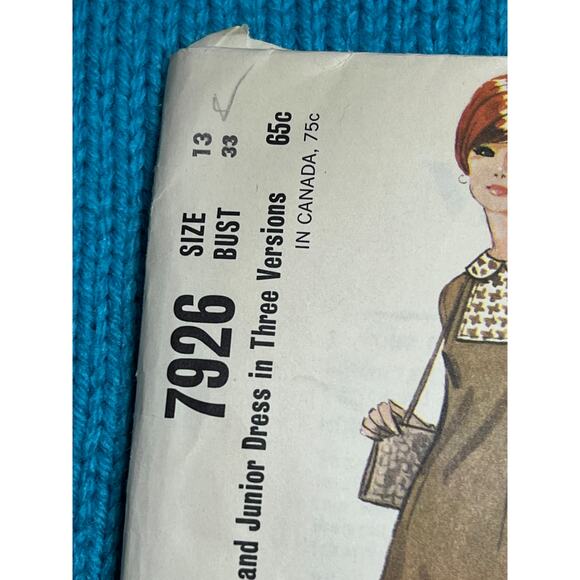 7926 SIZE 13
BUST 33
and Junior Dress in Three Versions 65c
IN CANADA, 75c